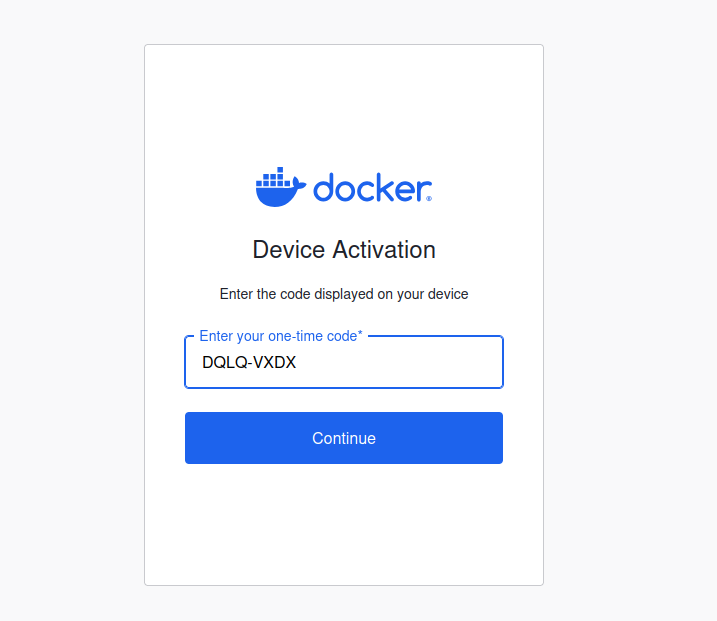 docker®
Device Activation
Enter the code displayed on your device
Enter your one-time code*
DQLQ-VXDX
Continue